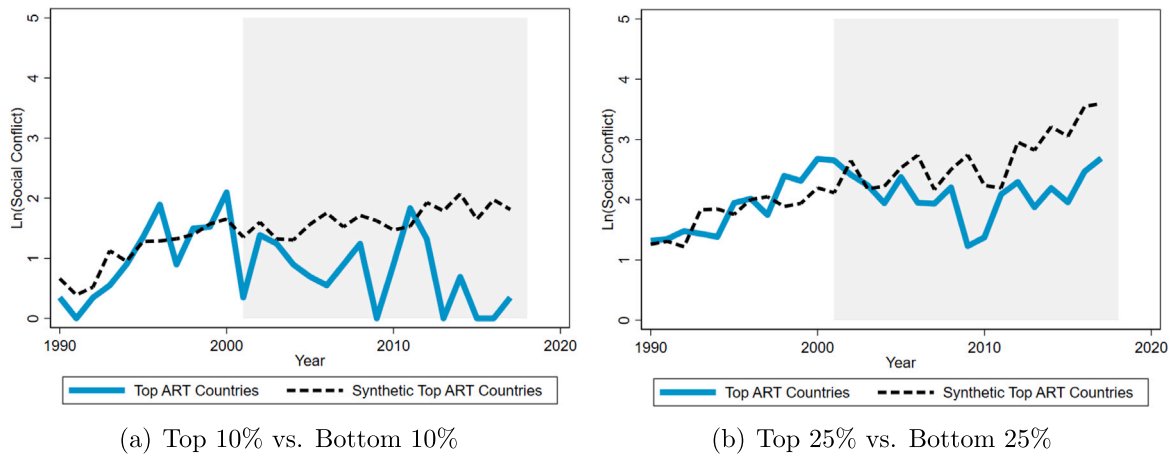 Ln(Social Conflict)
5
4
3
2
1
0
1990
2000
2010
2020
Year
Top ART Countries
Synthetic Top ART Countries
(a) Top 10% vs. Bottom 10%
Ln(Social Conflict)
5
4
3
2
1
0
1990
2000
2010
2020
Year
Top ART Countries
Synthetic Top ART Countries
(b) Top 25% vs. Bottom 25%